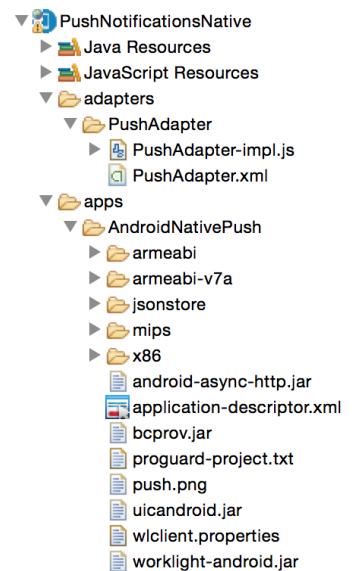 PushNotificationsNative
Java Resources
JavaScript Resources
adapters
PushAdapter
PushAdapter-impl.js
PushAdapter.xml
apps
AndroidNativePush
armeabi
armeabi-v7a
jsonstore
mips
x86
android-async-http.jar
application-descriptor.xml
bcprov.jar
proguard-project.txt
push.png
uicandroid.jar
wlclient.properties
worklight-android.jar